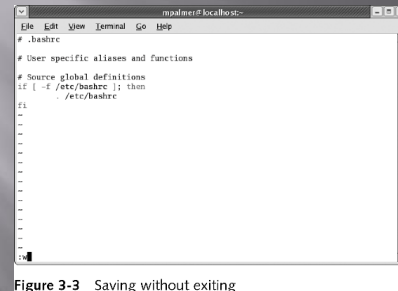 mpalmer@localhost:~
File Edit View Terminal Go Help
# .bashrc

# User specific aliases and functions

# Source global definitions
if [ -f /etc/bashrc ]; then
        . /etc/bashrc
fi
~
~
~
~
~
~
~
~
~
~
~
~
~
:w
Figure 3-3 Saving without exiting